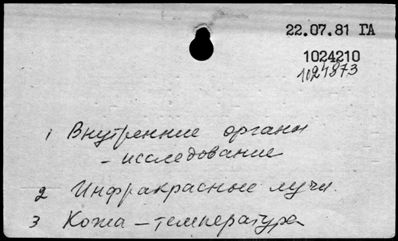 22.07.81 ГА
1024210
1024873
1 Внутренние органы
- исследование
2 Инфракрасные лучи.
3 Кожа - температура